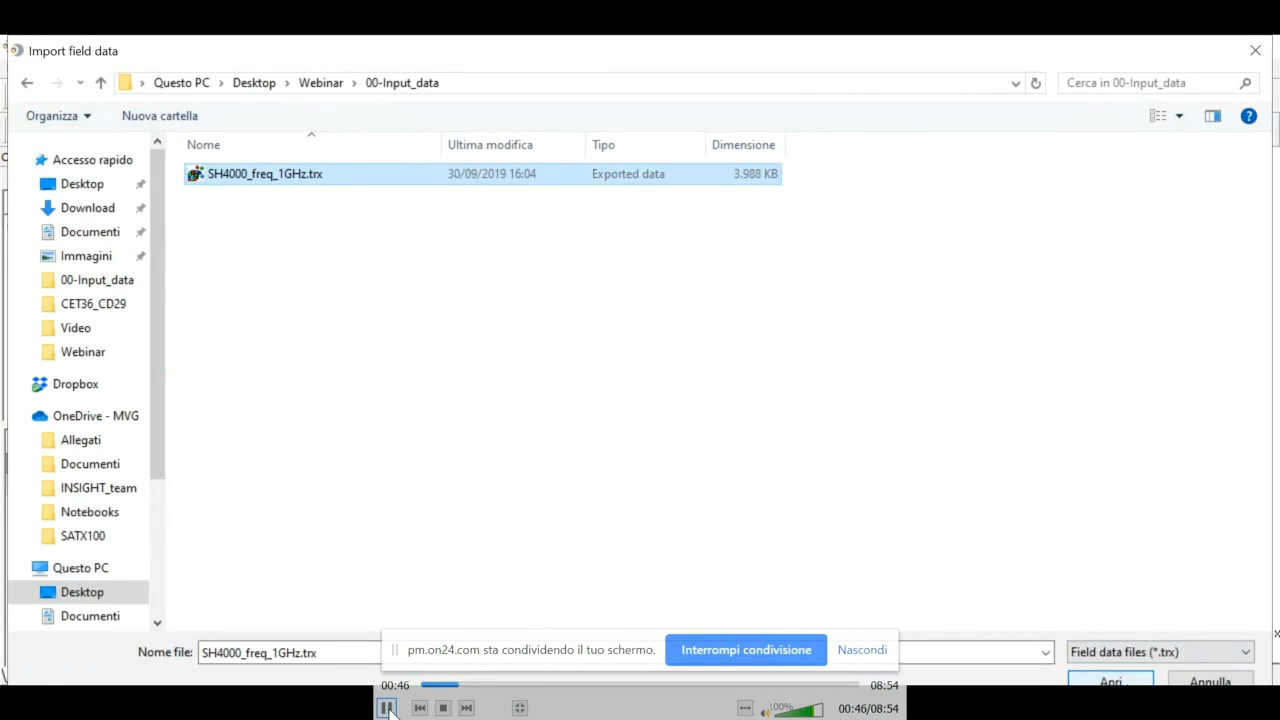 Import field data
Questo PC > Desktop > Webinar > 00-Input_data
Cerca in 00-Input_data
Organizza
Nuova cartella
Nome
Ultima modifica
Tipo
Dimensione
SH4000_freq_1GHz.trx
30/09/2019 16:04
Exported data
3.988 KB
Accesso rapido
Desktop
Download
Documenti
Immagini
00-Input_data
CET36_CD29
Video
Webinar
Dropbox
OneDrive - MVG
Allegati
Documenti
INSIGHT_team
Notebooks
SATX100
Questo PC
Desktop
Documenti
Nome file:
SH4000_freq_1GHz.trx
pm.on24.com sta condividendo il tuo schermo.
Interrompi condivisione
Nascondi
Field data files (*.trx)
Apri
Annulla
00:46
08:54
100%
00:46/08:54